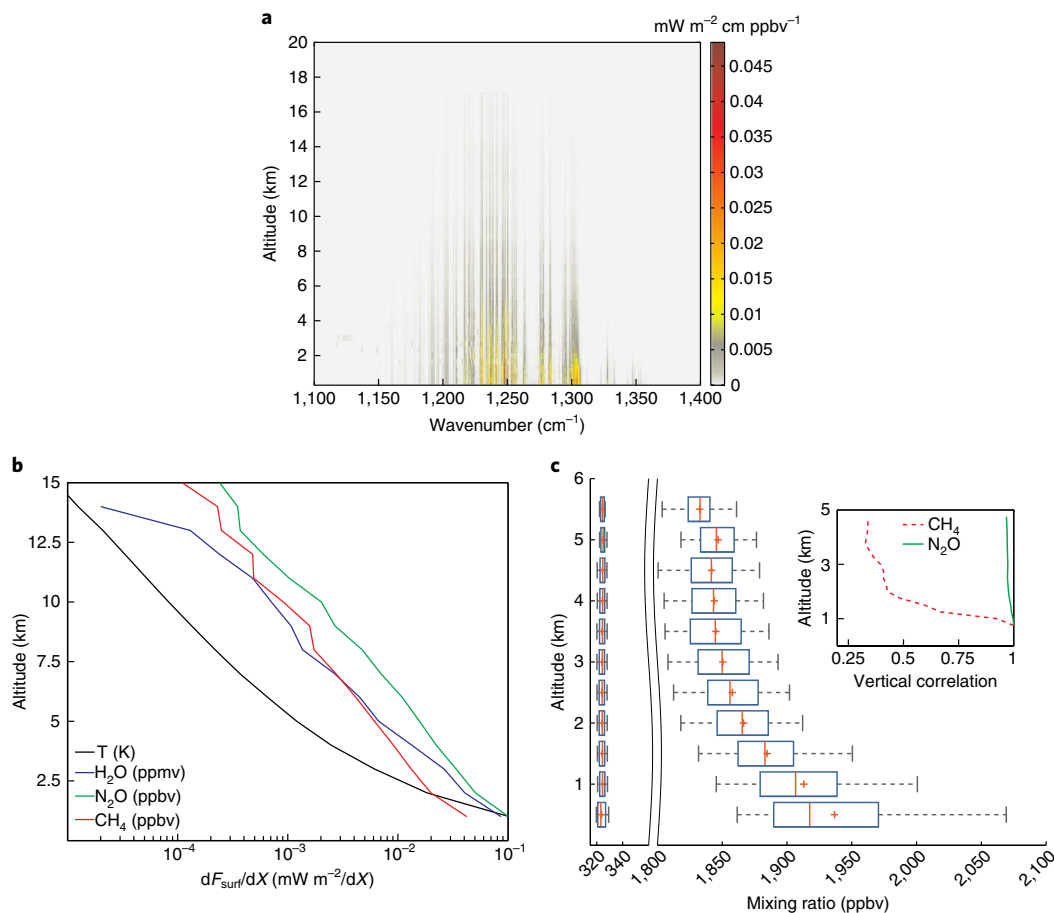 a
mW m⁻² cm ppbv⁻¹
20
18
16
14
12
10
8
6
4
2
Altitude (km)
0.045
0.04
0.035
0.03
0.025
0.02
0.015
0.01
0.005
0
1,100 1,150 1,200 1,250 1,300 1,350 1,400
Wavenumber (cm⁻¹)
b
15
12.5
10
7.5
5
2.5
Altitude (km)
T (K)
H₂O (ppmv)
N₂O (ppbv)
CH₄ (ppbv)
10⁻⁴ 10⁻³ 10⁻² 10⁻¹
dF_surf/dX (mW m⁻²/dX)
c
6
5
4
3
2
1
Altitude (km)
320 340 1,800 1,850 1,900 1,950 2,000 2,050 2,100
Mixing ratio (ppbv)
5
3
1
Altitude (km)
CH₄
N₂O
0.25 0.5 0.75 1
Vertical correlation